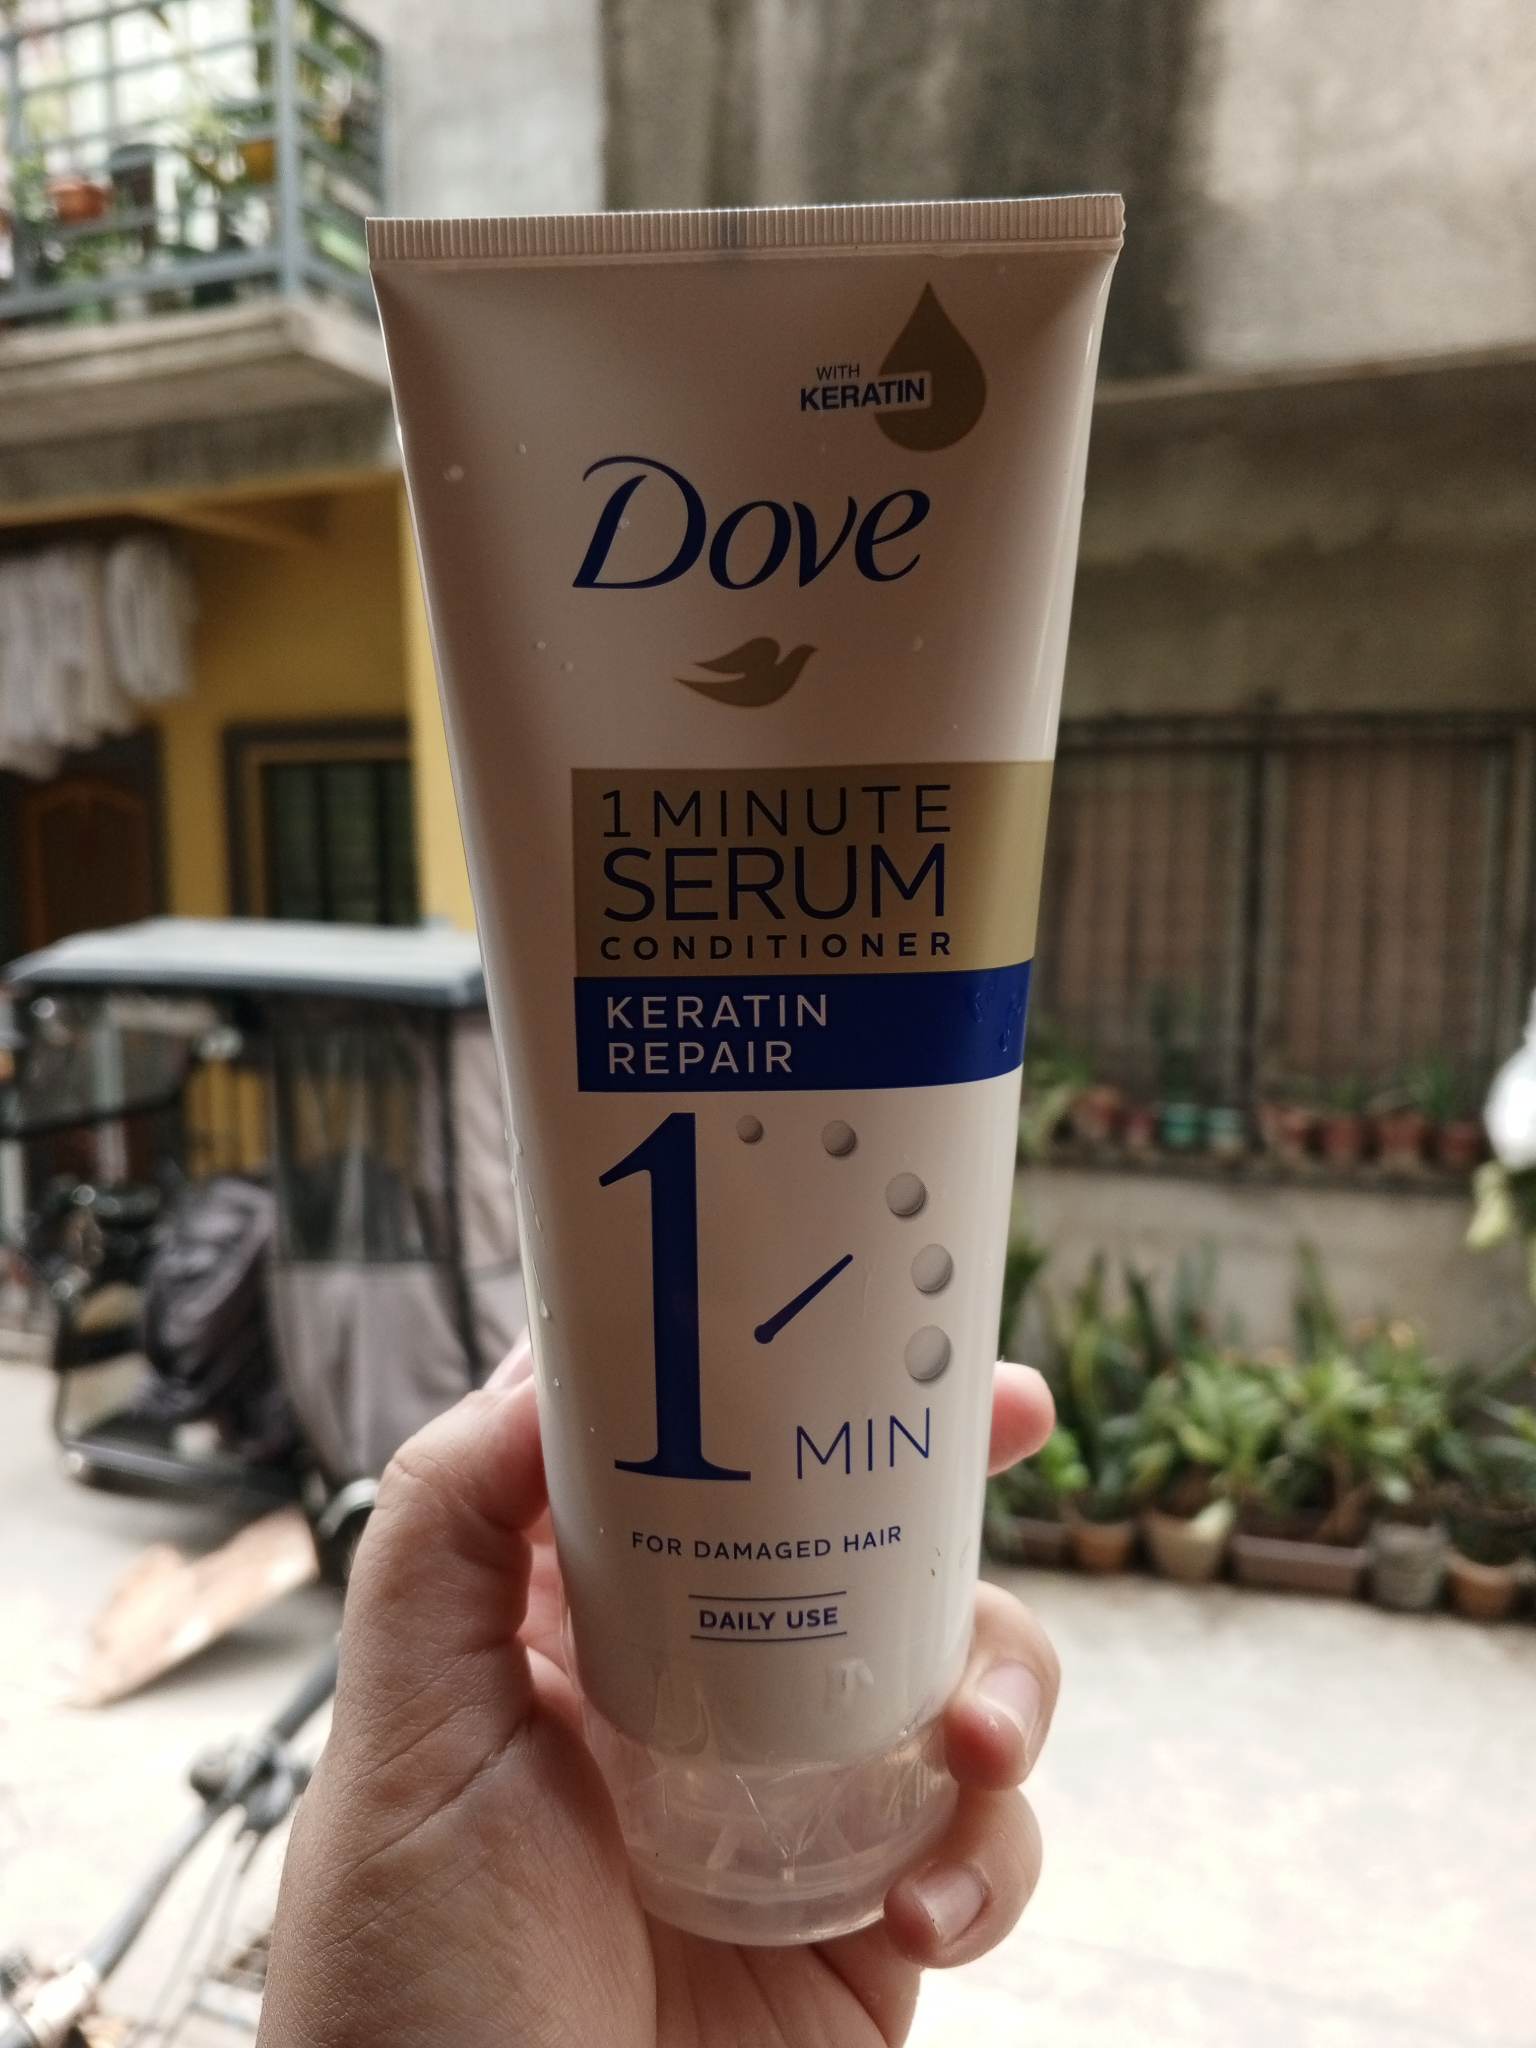 WITH
KERATIN
Dove
1 MINUTE
SERUM
CONDITIONER
KERATIN
REPAIR
1
MIN
FOR DAMAGED HAIR
DAILY USE